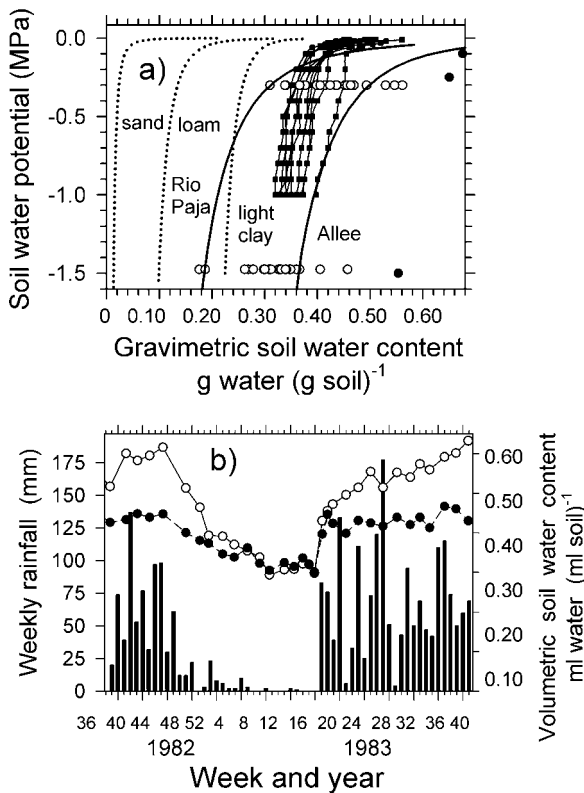 0.0
-0.5
-1.0
-1.5
Soil water potential (MPa)
a)
sand
loam
Rio
Paja
light
clay
Allee
0 0.10 0.20 0.30 0.40 0.50 0.60
Gravimetric soil water content
g water (g soil)-1
b)
175
150
125
100
75
50
25
0
Weekly rainfall (mm)
0.60
0.50
0.40
0.30
0.20
0.10
Volumetric soil water content
ml water (ml soil)-1
36 40 44 48 52 4 8 12 16 20 24 28 32 36 40
1982 1983
Week and year